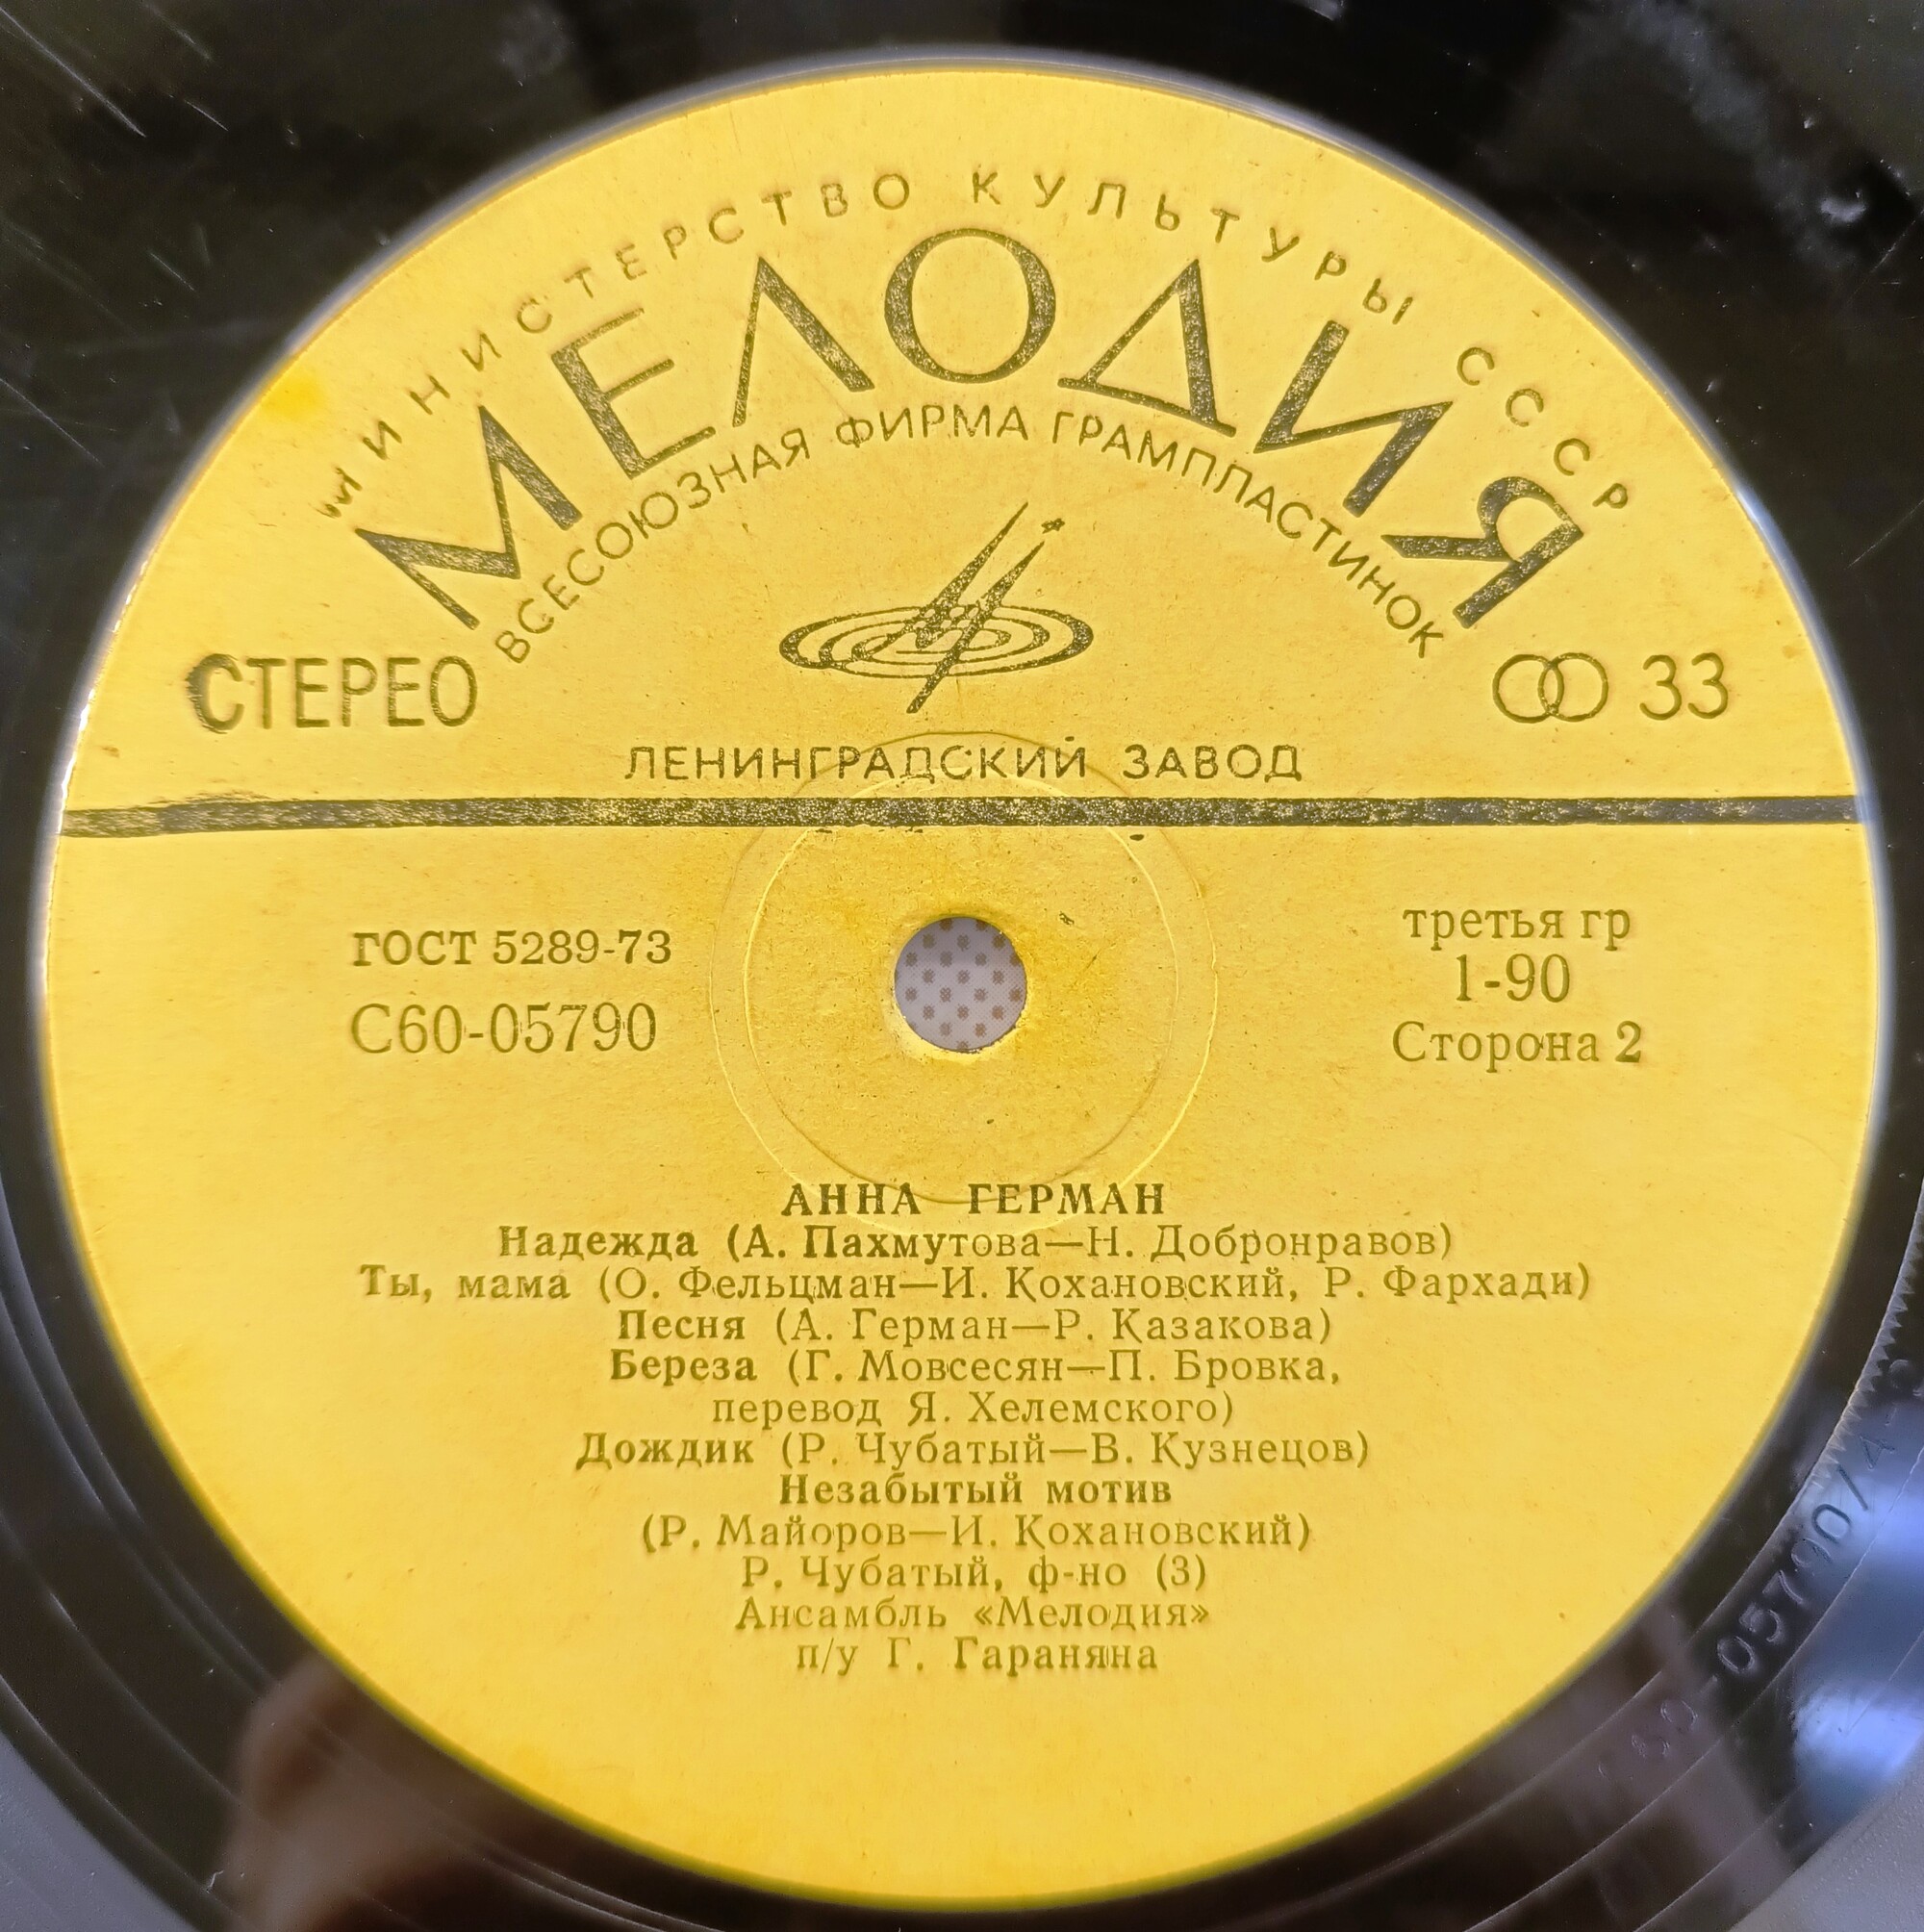 МИНИСТЕРСТВО КУЛЬТУРЫ СССР
МЕЛОДИЯ
ВСЕСОЮЗНАЯ ФИРМА ГРАМПЛАСТИНОК
СТЕРЕО
33
ЛЕНИНГРАДСКИЙ ЗАВОД
ГОСТ 5289-73
С60-05790
третья гр
1-90
Сторона 2
АННА ГЕРМАН
Надежда (А. Пахмутова—Н. Добронравов)
Ты, мама (О. Фельцман—И. Кохановский, Р. Фархади)
Песня (А. Герман—Р. Казакова)
Береза (Г. Мовсесян—П. Бровка,
перевод Я. Хелемского)
Дождик (Р. Чубатый—В. Кузнецов)
Незабытый мотив
(Р. Майоров—И. Кохановский)
Р. Чубатый, ф-но (3)
Ансамбль «Мелодия»
п/у Г. Гараняна